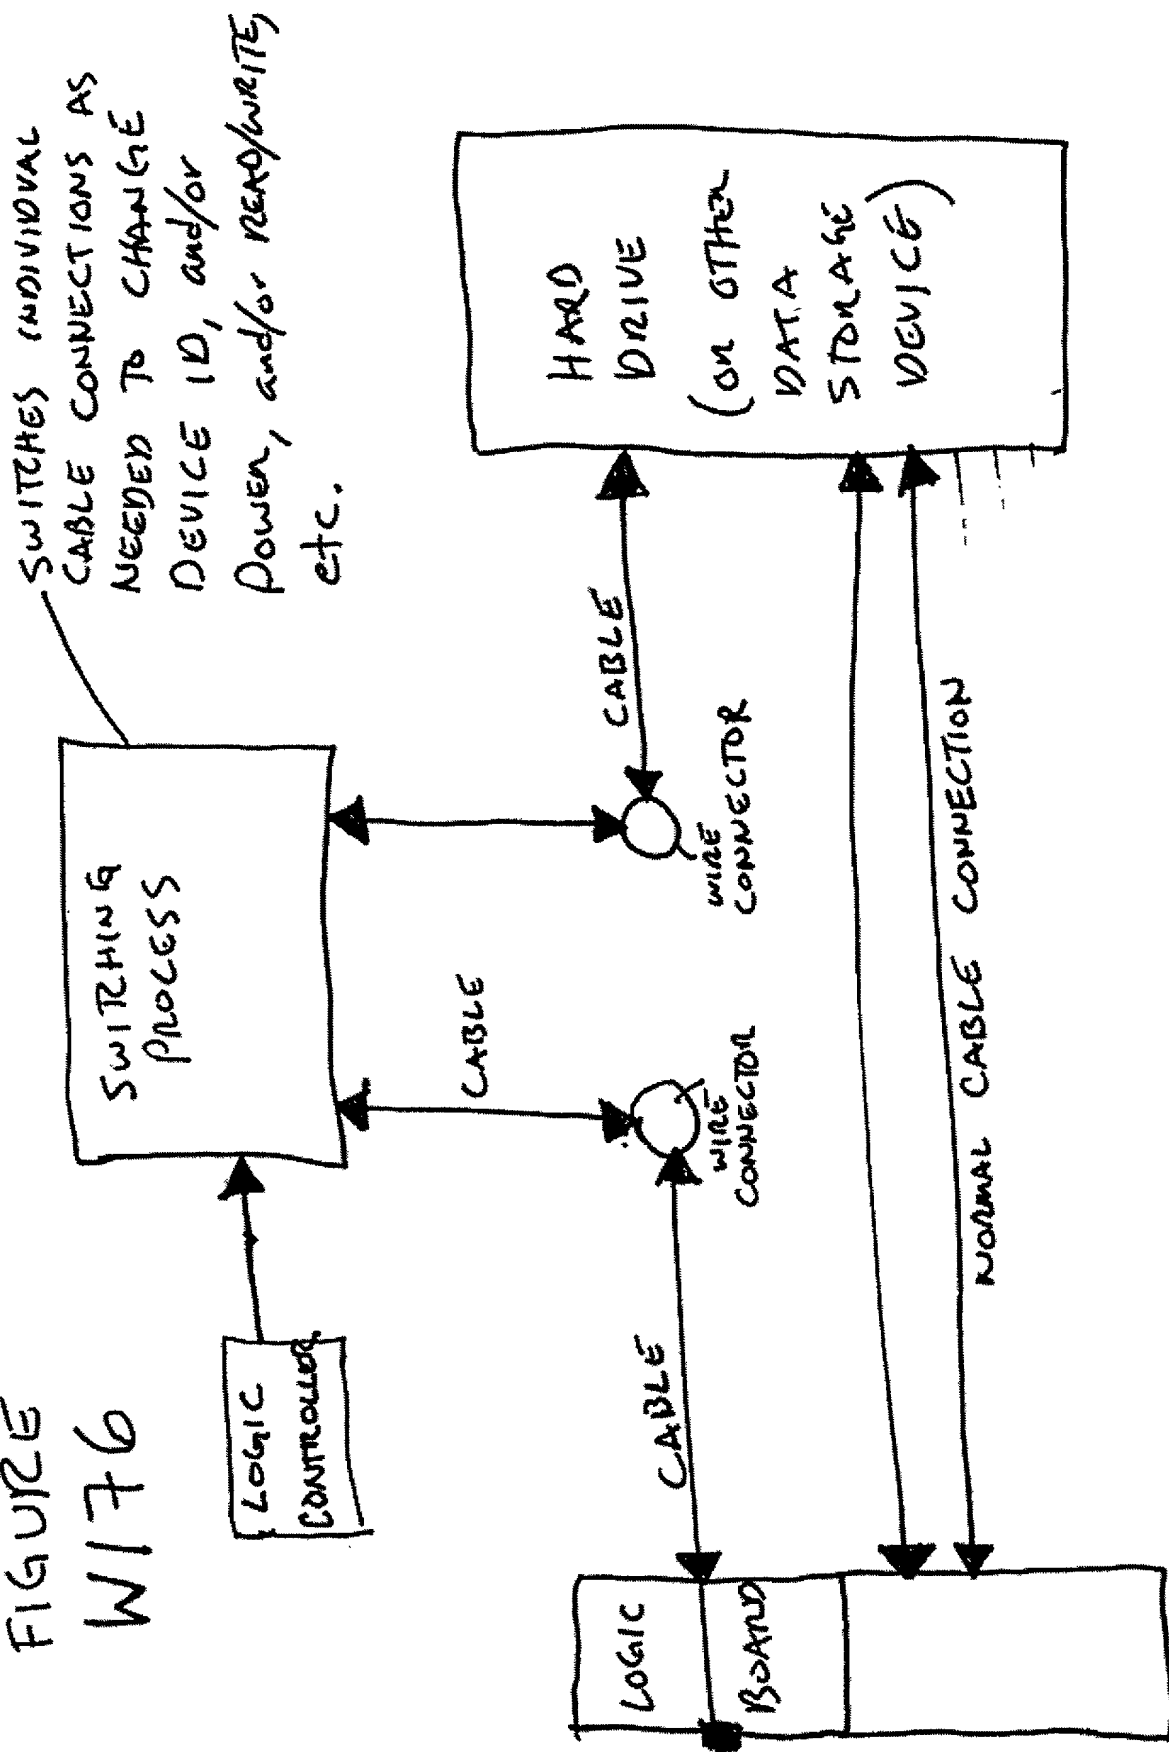 FIGURE
W176
SWITCHES INDIVIDUAL
CABLE CONNECTIONS AS
NEEDED TO CHANGE
DEVICE ID, and/or
POWER, and/or READ/WRITE,
etc.
SWITCHING
PROCESS
LOGIC
CONTROLLER
CABLE
CABLE
CABLE
WIRE
CONNECTOR
WIRE
CONNECTOR
HARD
DRIVE
(OR OTHER
DATA
STORAGE
DEVICE)
LOGIC
BOARD
NORMAL CABLE CONNECTION